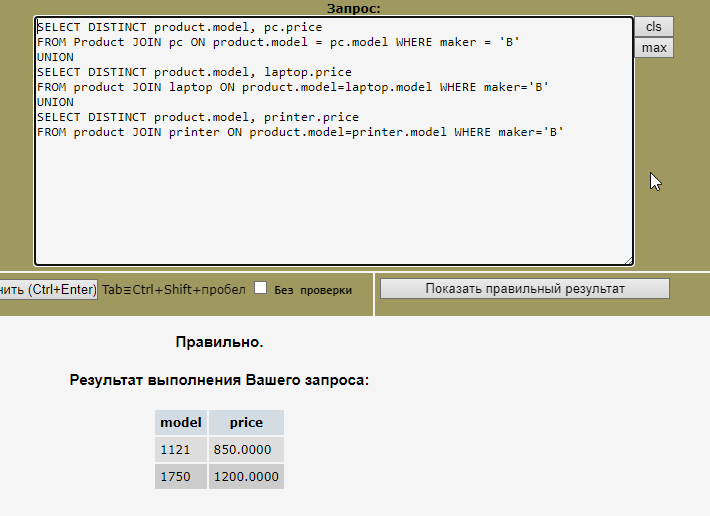 Запрос:
SELECT DISTINCT product.model, pc.price
FROM Product JOIN pc ON product.model = pc.model WHERE maker = 'B'
UNION
SELECT DISTINCT product.model, laptop.price
FROM product JOIN laptop ON product.model=laptop.model WHERE maker='B'
UNION
SELECT DISTINCT product.model, printer.price
FROM product JOIN printer ON product.model=printer.model WHERE maker='B'
cls
max
нить (Ctrl+Enter) Tab≡Ctrl+Shift+пробел Без проверки
Показать правильный результат
Правильно.
Результат выполнения Вашего запроса:
model price
1121 850.0000
1750 1200.0000